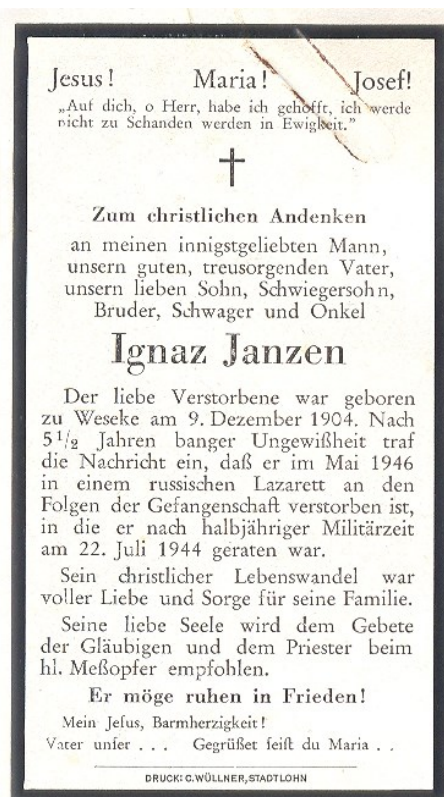 Jesus! Maria! Josef!
„Auf dich, o Herr, habe ich gehofft, ich werde
nicht zu Schanden werden in Ewigkeit."
Zum christlichen Andenken
an meinen innigstgeliebten Mann,
unsern guten, treusorgenden Vater,
unsern lieben Sohn, Schwiegersohn,
Bruder, Schwager und Onkel
Ignaz Janzen
Der liebe Verstorbene war geboren
zu Weseke am 9. Dezember 1904. Nach
5 1/2 Jahren banger Ungewißheit traf
die Nachricht ein, daß er im Mai 1946
in einem russischen Lazarett an den
Folgen der Gefangenschaft verstorben ist,
in die er nach halbjähriger Militärzeit
am 22. Juli 1944 geraten war.
Sein christlicher Lebenswandel war
voller Liebe und Sorge für seine Familie.
Seine liebe Seele wird dem Gebete
der Gläubigen und dem Priester beim
hl. Meßopfer empfohlen.
Er möge ruhen in Frieden!
Mein Jesus, Barmherzigkeit!
Vater unser . . . Gegrüßet seist du Maria . .
DRUCK: C. WÜLLNER, STADTLOHN